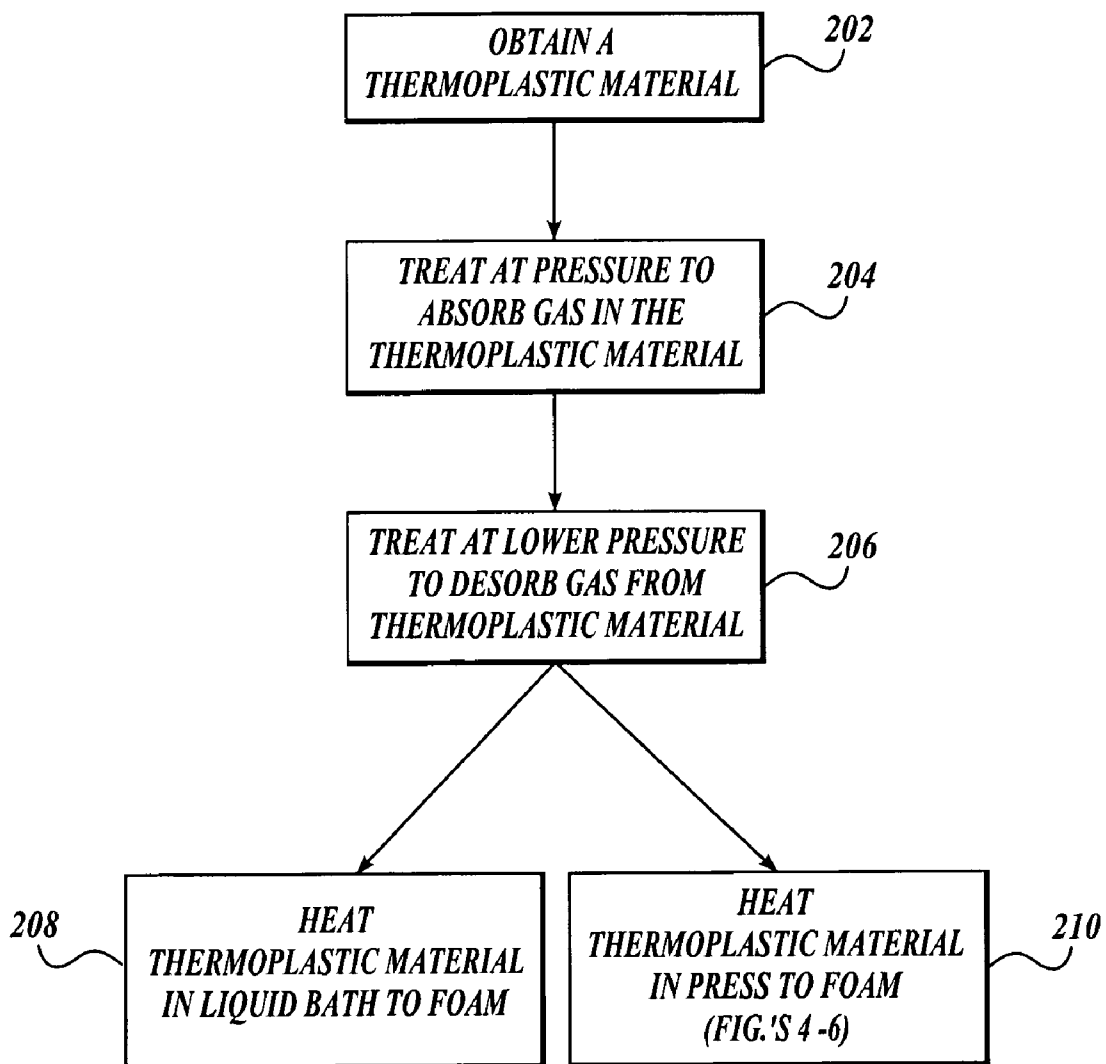 OBTAIN A
THERMOPLASTIC MATERIAL
202
TREAT AT PRESSURE TO
ABSORB GAS IN THE
THERMOPLASTIC MATERIAL
204
TREAT AT LOWER PRESSURE
TO DESORB GAS FROM
THERMOPLASTIC MATERIAL
206
208
HEAT
THERMOPLASTIC MATERIAL
IN LIQUID BATH TO FOAM
HEAT
THERMOPLASTIC MATERIAL
IN PRESS TO FOAM
(FIG.'S 4 -6)
210